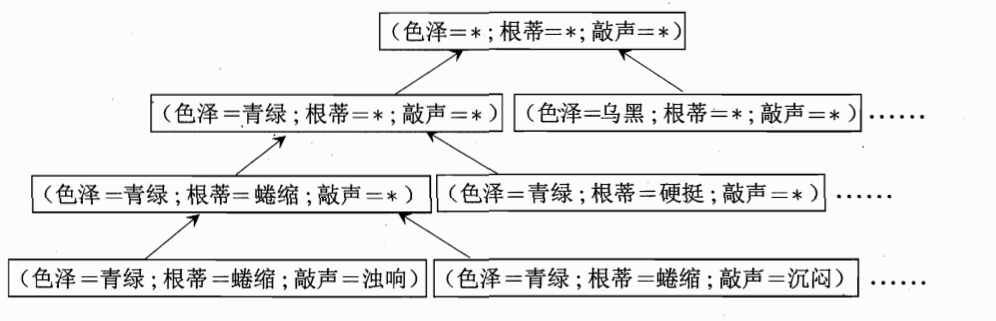 (色泽=*;根蒂=*;敲声=*)
(色泽=青绿;根蒂=*;敲声=*) (色泽=乌黑;根蒂=*;敲声=*) ……
(色泽=青绿;根蒂=蜷缩;敲声=*) (色泽=青绿;根蒂=硬挺;敲声=*) ……
(色泽=青绿;根蒂=蜷缩;敲声=浊响) (色泽=青绿;根蒂=蜷缩;敲声=沉闷) ……